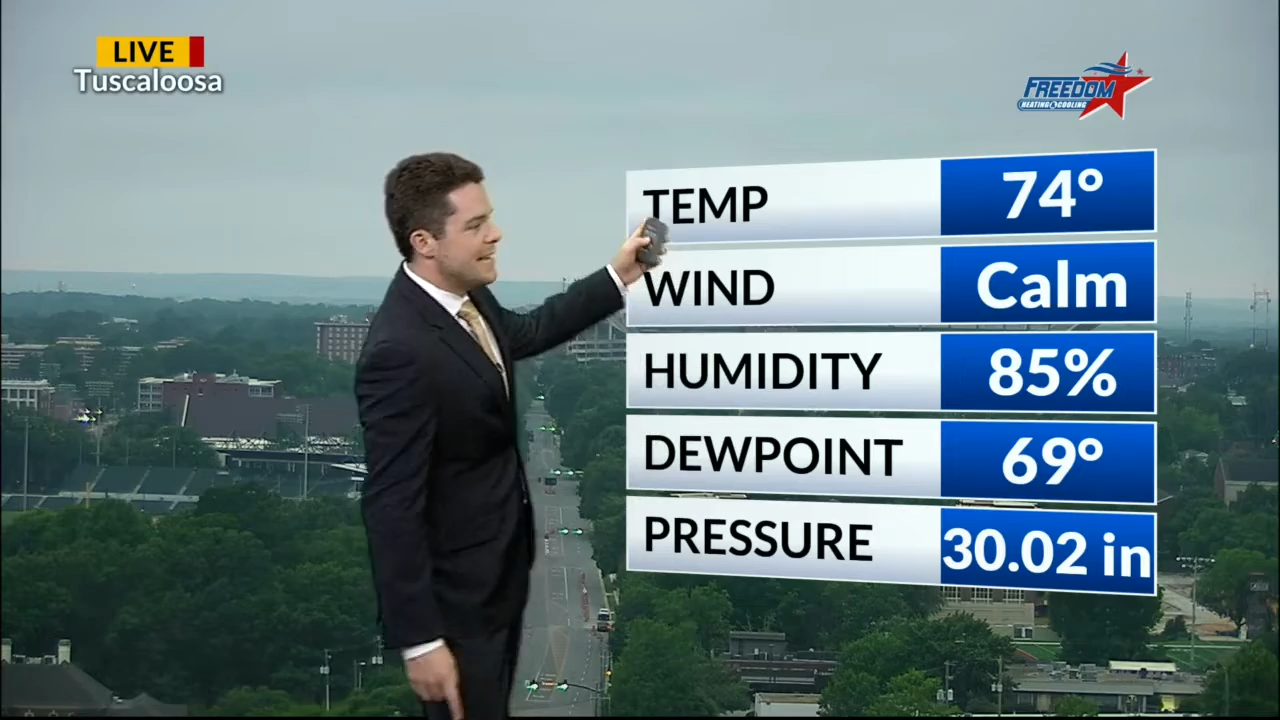 LIVE
Tuscaloosa
FREEDOM
HEATING & COOLING
TEMP 74°
WIND Calm
HUMIDITY 85%
DEWPOINT 69°
PRESSURE 30.02 in